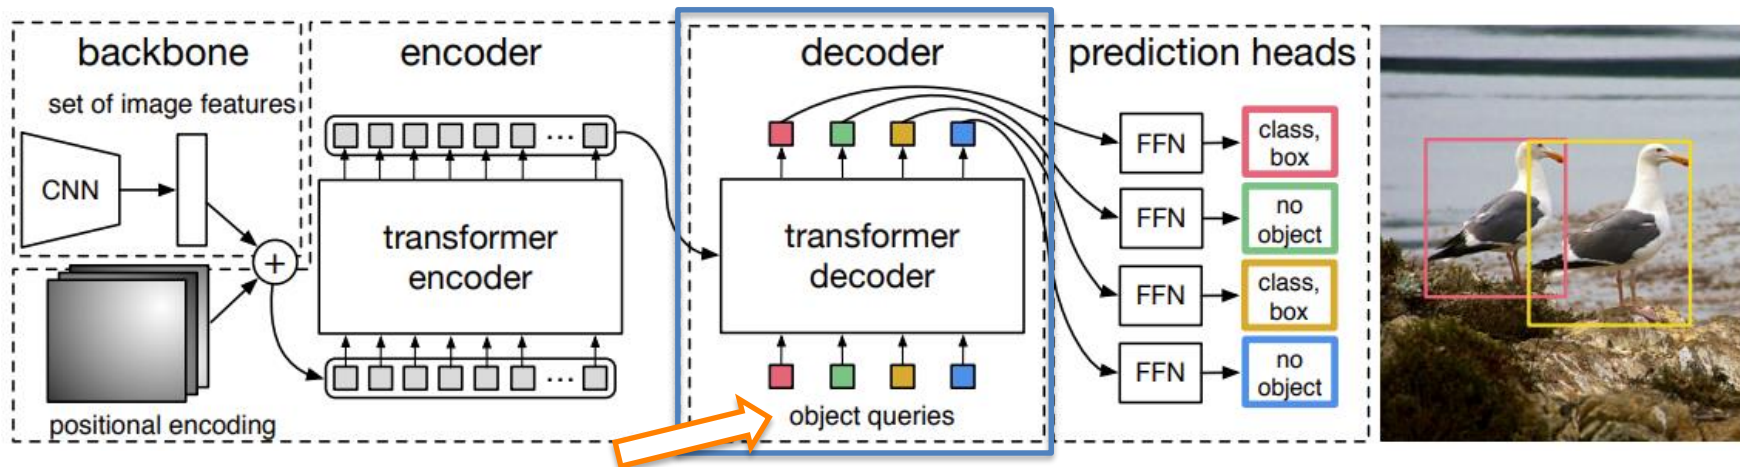 backbone
set of image features
CNN
+
positional encoding
encoder
...
transformer
encoder
...
decoder
transformer
decoder
object queries
prediction heads
FFN
class,
box
FFN
no
object
FFN
class,
box
FFN
no
object